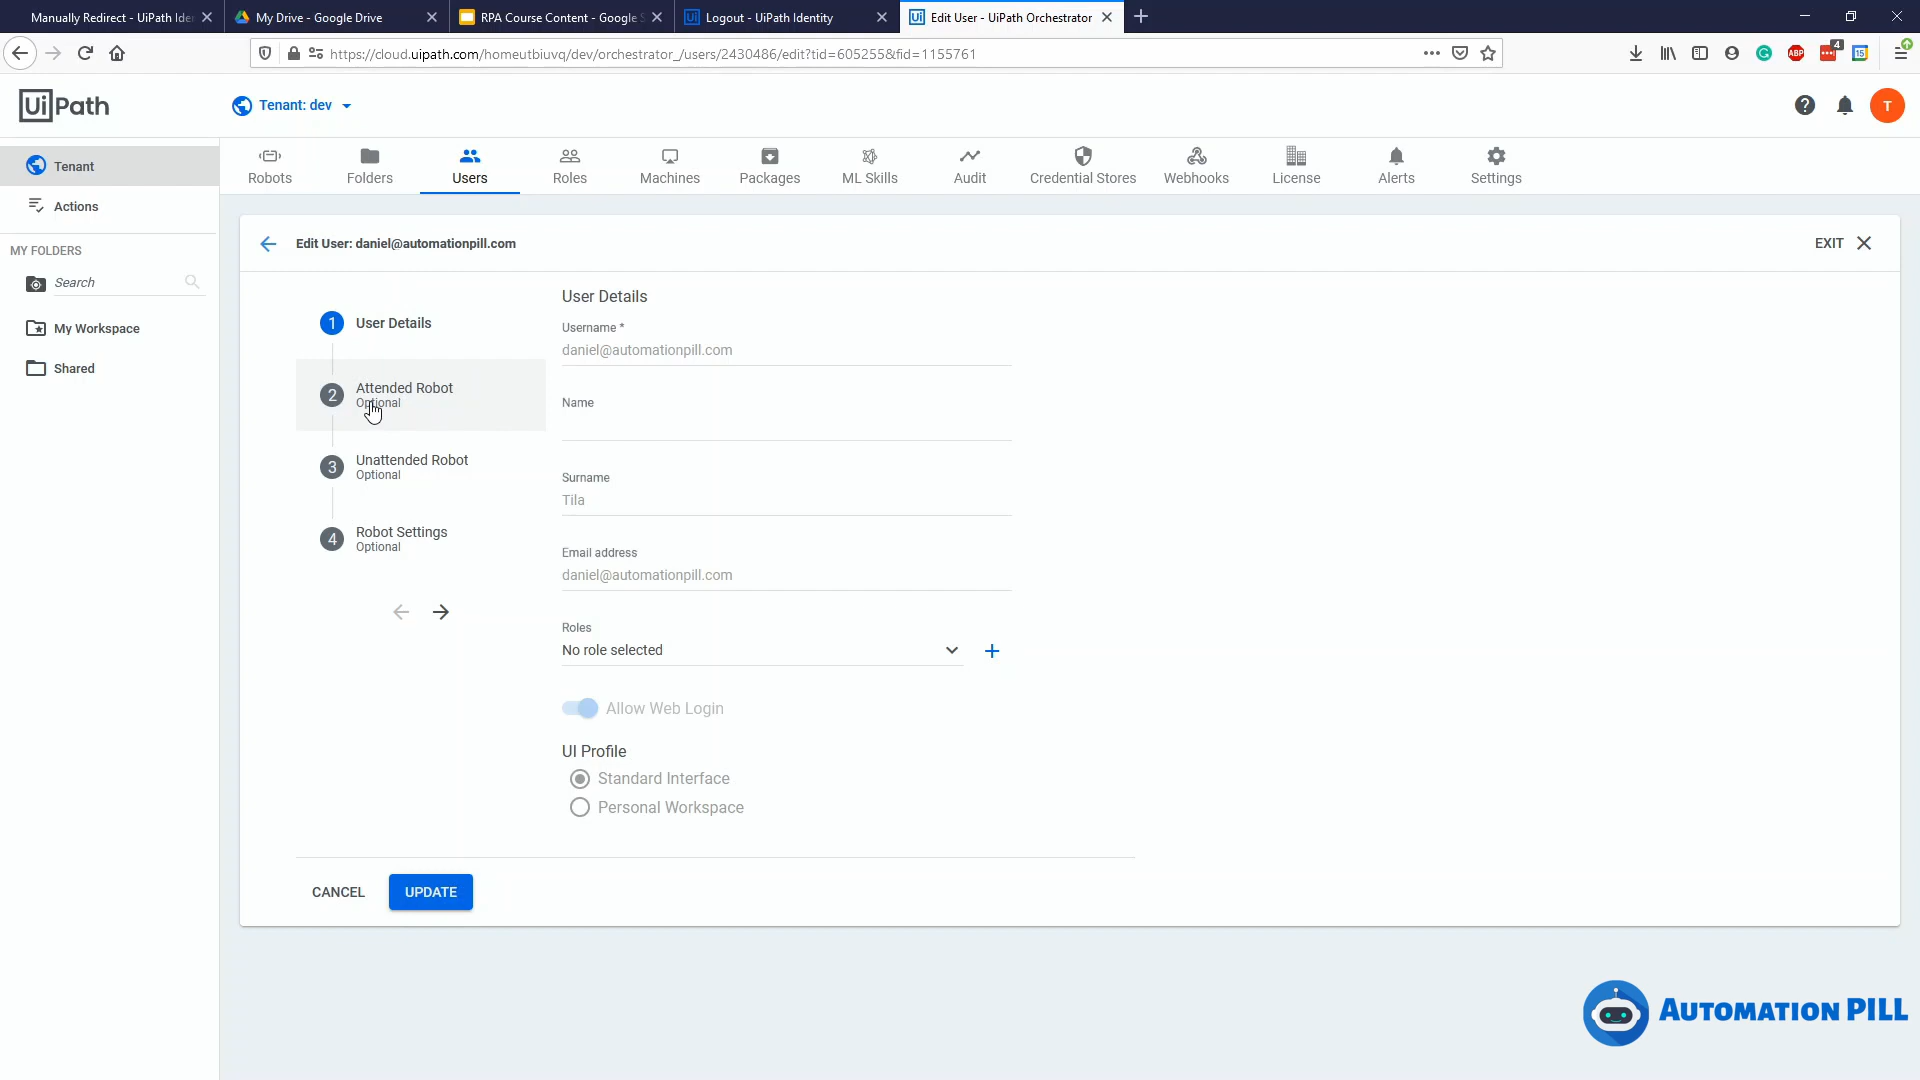 Manually Redirect - UiPath Ide
My Drive - Google Drive
RPA Course Content - Google S
Logout - UiPath Identity
Edit User - UiPath Orchestrator
https://cloud.uipath.com/homeutbiuvq/dev/orchestrator_/users/2430486/edit?tid=605255&fid=1155761
ABP
4
15
UiPath
Tenant: dev
T
Tenant
Actions
MY FOLDERS
Search
My Workspace
Shared
Robots
Folders
Users
Roles
Machines
Packages
ML Skills
Audit
Credential Stores
Webhooks
License
Alerts
Settings
Edit User: daniel@automationpill.com
EXIT
1 User Details
2 Attended Robot
Optional
3 Unattended Robot
Optional
4 Robot Settings
Optional
User Details
Username *
daniel@automationpill.com
Name
Surname
Tila
Email address
daniel@automationpill.com
Roles
No role selected
Allow Web Login
UI Profile
Standard Interface
Personal Workspace
CANCEL
UPDATE
AUTOMATION PILL